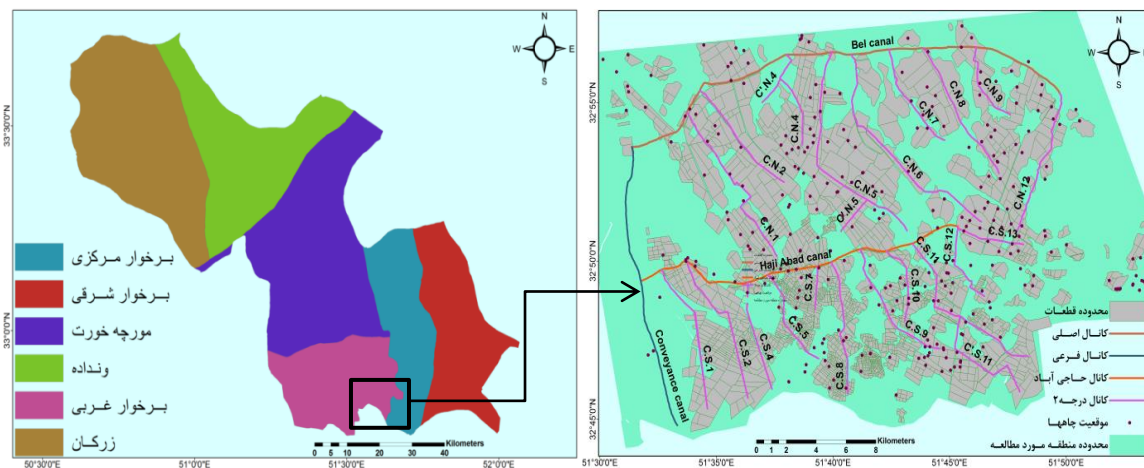 N
W E
S
33°30'0"N
33°0'0"N
برخوار مرکزی
برخوار شرقی
مورچه خورت
ونداده
برخوار غربی
زرکان
Kilometers
0 5 10 20 30 40
50°30'0"E 51°0'0"E 51°30'0"E 52°0'0"E
N
W E
S
32°55'0"N
32°50'0"N
32°45'0"N
Bel canal
C'.N.4
C.N.4
C.N.7
C.N.8
C.N.9
C.N.2
C.N.6
C.N.5
C'.N.5
C.N.12
C.N.1
C.S.13
C.S.12
C.S.14
Haji Abad canal
C.S.7
C.S.10
C.S.5
C.S.4
C.S.2
C.S.1
C.S.8
C.S.9
C.S.11
Conveyance canal
محدوده قطعات
کانال اصلی
کانال فرعی
کانال حاجی آباد
کانال درجه۲
موقعیت چاهها
محدوده منطقه مورد مطالعه
Kilometers
0 1 2 4 6 8
51°30'0"E 51°35'0"E 51°40'0"E 51°45'0"E 51°50'0"E